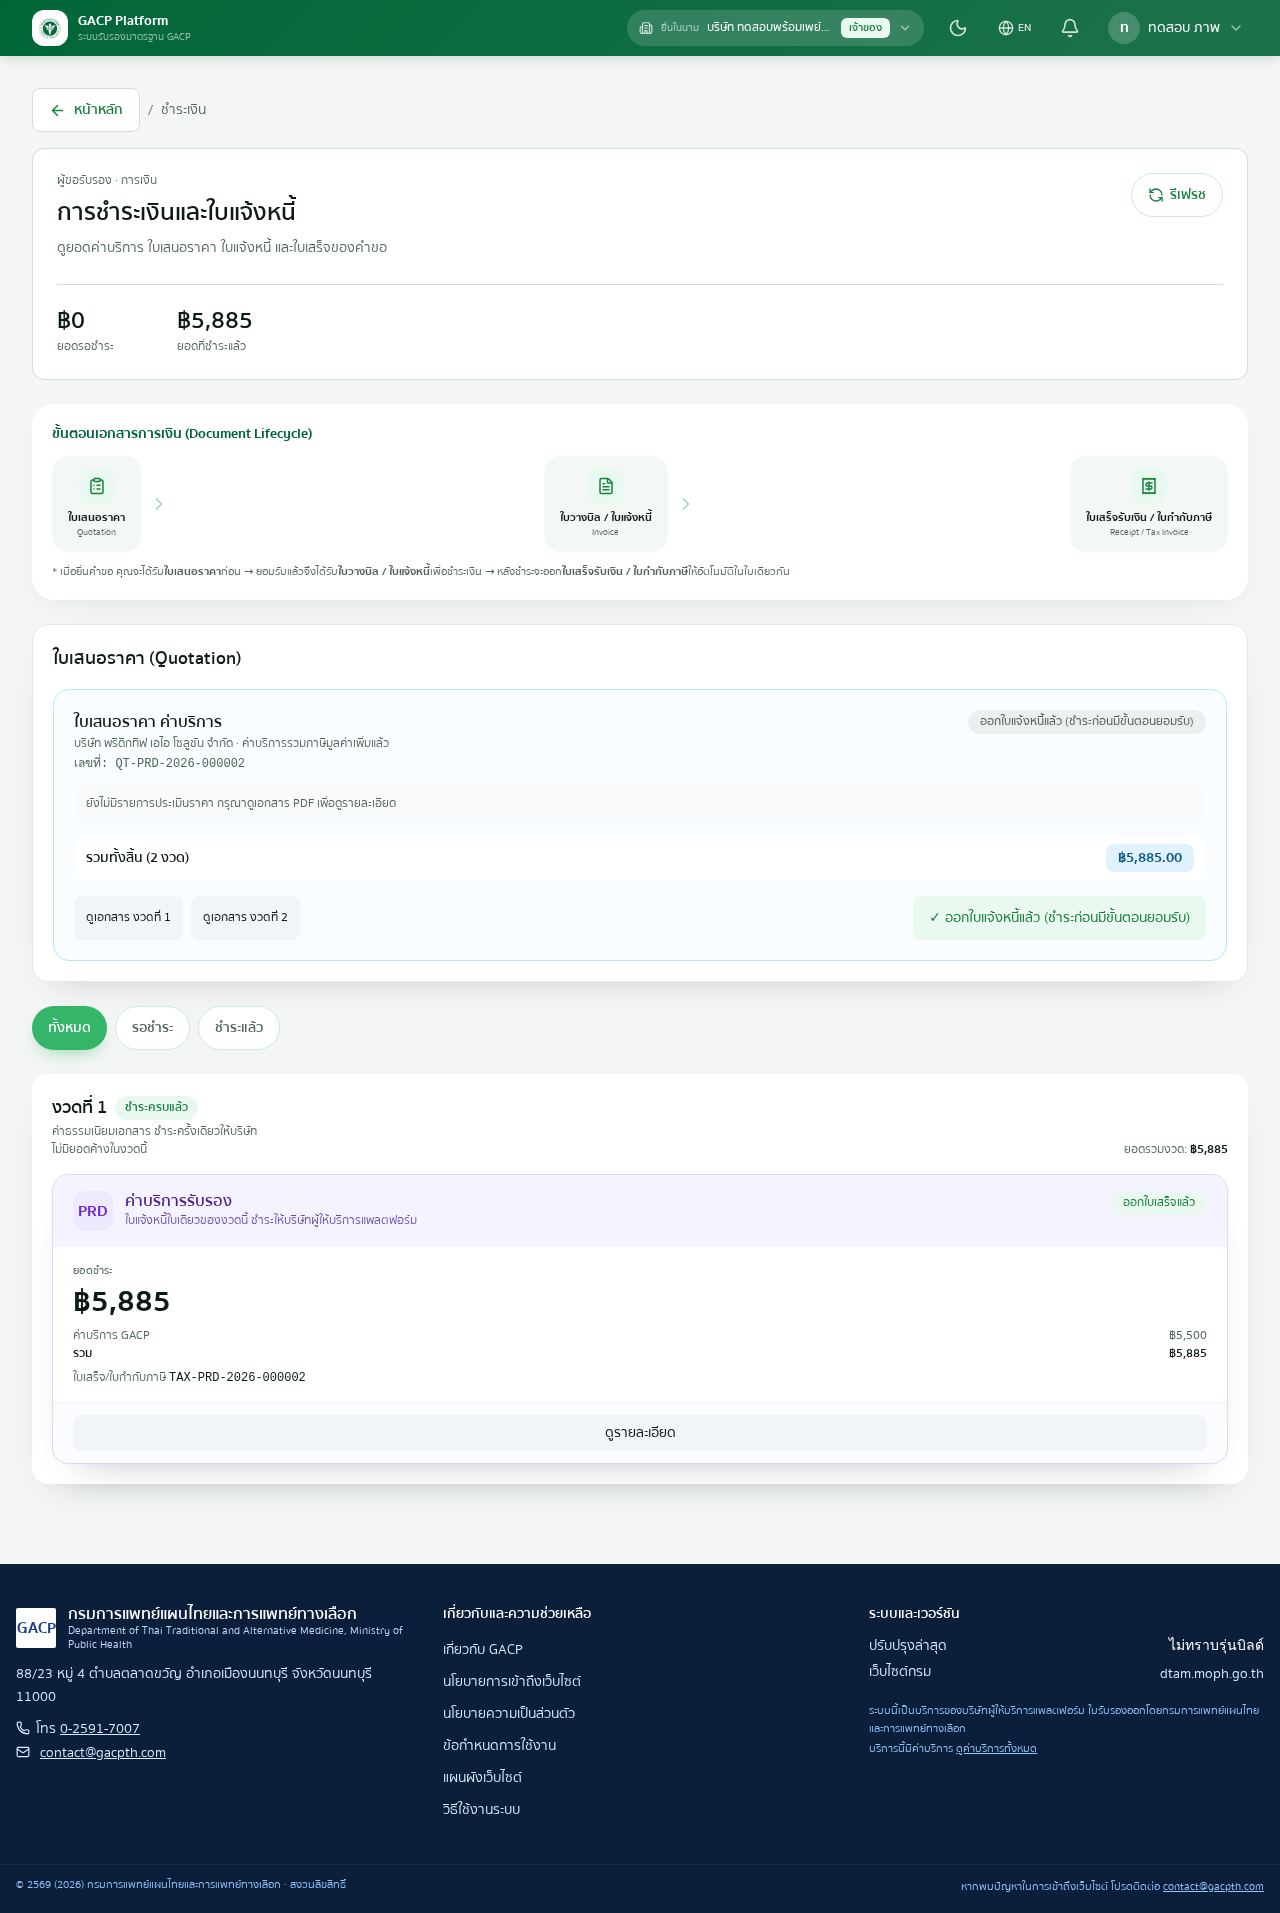 GACP Platform
ระบบรับรองมาตรฐาน GACP
ยื่นในนาม บริษัท ทดสอบพร้อมเพย์... เจ้าของ
EN
ท ทดสอบ ภาพ
หน้าหลัก / ชำระเงิน
ผู้ขอรับรอง · การเงิน
การชำระเงินและใบแจ้งหนี้
ดูยอดค่าบริการ ใบเสนอราคา ใบแจ้งหนี้ และใบเสร็จของคำขอ
รีเฟรช
฿0
ยอดรอชำระ
฿5,885
ยอดที่ชำระแล้ว
ขั้นตอนเอกสารการเงิน (Document Lifecycle)
ใบเสนอราคา
Quotation
ใบวางบิล / ใบแจ้งหนี้
Invoice
ใบเสร็จรับเงิน / ใบกำกับภาษี
Receipt / Tax Invoice
* เมื่อยื่นคำขอ คุณจะได้รับใบเสนอราคาก่อน → ยอมรับแล้วจึงได้รับใบวางบิล / ใบแจ้งหนี้เพื่อชำระเงิน → หลังชำระจะออกใบเสร็จรับเงิน / ใบกำกับภาษีให้อัตโนมัติในใบเดียวกัน
ใบเสนอราคา (Quotation)
ใบเสนอราคา ค่าบริการ
ออกใบแจ้งหนี้แล้ว (ชำระก่อนมีขั้นตอนยอมรับ)
บริษัท พรีดิกทิฟ เอไอ โซลูชัน จำกัด · ค่าบริการรวมภาษีมูลค่าเพิ่มแล้ว
เลขที่: QT-PRD-2026-000002
ยังไม่มีรายการประเมินราคา กรุณาดูเอกสาร PDF เพื่อดูรายละเอียด
รวมทั้งสิ้น (2 งวด)
฿5,885.00
ดูเอกสาร งวดที่ 1
ดูเอกสาร งวดที่ 2
✓ ออกใบแจ้งหนี้แล้ว (ชำระก่อนมีขั้นตอนยอมรับ)
ทั้งหมด
รอชำระ
ชำระแล้ว
งวดที่ 1 ชำระครบแล้ว
ค่าธรรมเนียมเอกสาร ชำระครั้งเดียวให้บริษัท
ไม่มียอดค้างในงวดนี้
ยอดรวมงวด: ฿5,885
PRD
ค่าบริการรับรอง
ใบแจ้งหนี้ใบเดียวของงวดนี้ ชำระให้บริษัทผู้ให้บริการแพลตฟอร์ม
ออกใบเสร็จแล้ว
ยอดชำระ
฿5,885
ค่าบริการ GACP ฿5,500
รวม ฿5,885
ใบเสร็จ/ใบกำกับภาษี TAX-PRD-2026-000002
ดูรายละเอียด
GACP
กรมการแพทย์แผนไทยและการแพทย์ทางเลือก
Department of Thai Traditional and Alternative Medicine, Ministry of
Public Health
88/23 หมู่ 4 ตำบลตลาดขวัญ อำเภอเมืองนนทบุรี จังหวัดนนทบุรี
11000
โทร 0-2591-7007
contact@gacpth.com
เกี่ยวกับและความช่วยเหลือ
เกี่ยวกับ GACP
นโยบายการเข้าถึงเว็บไซต์
นโยบายความเป็นส่วนตัว
ข้อกำหนดการใช้งาน
แผนผังเว็บไซต์
วิธีใช้งานระบบ
ระบบและเวอร์ชัน
ปรับปรุงล่าสุด ไม่ทราบรุ่นบิลด์
เว็บไซต์กรม dtam.moph.go.th
ระบบนี้เป็นบริการของบริษัทผู้ให้บริการแพลตฟอร์ม ใบรับรองออกโดยกรมการแพทย์แผนไทย
และการแพทย์ทางเลือก
บริการนี้มีค่าบริการ ดูค่าบริการทั้งหมด
© 2569 (2026) กรมการแพทย์แผนไทยและการแพทย์ทางเลือก · สงวนลิขสิทธิ์
หากพบปัญหาในการเข้าถึงเว็บไซต์ โปรดติดต่อ contact@gacpth.com